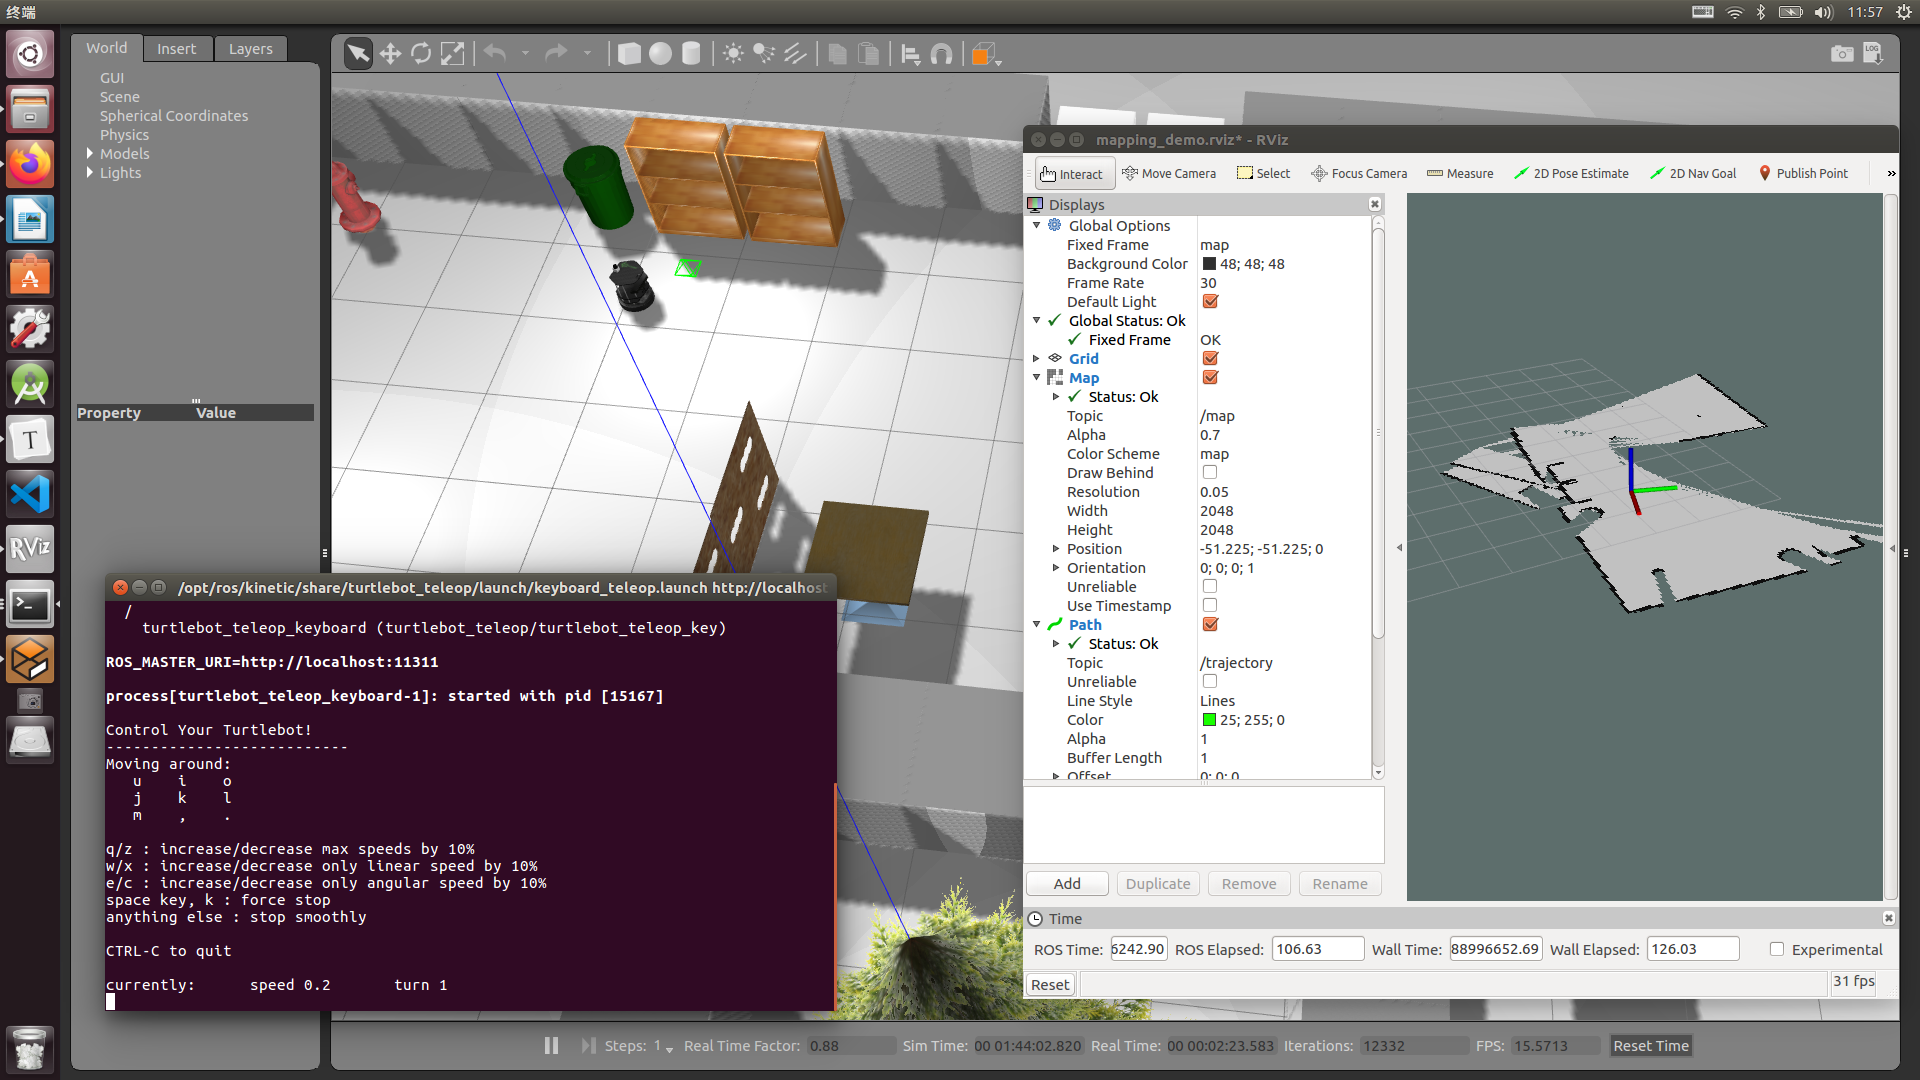 终端
11:57
World Insert Layers
GUI
Scene
Spherical Coordinates
Physics
Models
Lights
Property Value
LOG
mapping_demo.rviz* - RViz
Interact Move Camera Select Focus Camera Measure 2D Pose Estimate 2D Nav Goal Publish Point »
Displays
Global Options
Fixed Frame map
Background Color 48; 48; 48
Frame Rate 30
Default Light
Global Status: Ok
Fixed Frame OK
Grid
Map
Status: Ok
Topic /map
Alpha 0.7
Color Scheme map
Draw Behind
Resolution 0.05
Width 2048
Height 2048
Position -51.225; -51.225; 0
Orientation 0; 0; 0; 1
Unreliable
Use Timestamp
Path
Status: Ok
Topic /trajectory
Unreliable
Line Style Lines
Color 25; 255; 0
Alpha 1
Buffer Length 1
Offset 0; 0; 0
Add Duplicate Remove Rename
Time
ROS Time: 6242.90 ROS Elapsed: 106.63 Wall Time: 88996652.69 Wall Elapsed: 126.03 Experimental
Reset 31 fps
T
RViz
/opt/ros/kinetic/share/turtlebot_teleop/launch/keyboard_teleop.launch http://localhost
/
turtlebot_teleop_keyboard (turtlebot_teleop/turtlebot_teleop_key)
ROS_MASTER_URI=http://localhost:11311
process[turtlebot_teleop_keyboard-1]: started with pid [15167]
Control Your Turtlebot!
---------------------------
Moving around:
u i o
j k l
m , .
q/z : increase/decrease max speeds by 10%
w/x : increase/decrease only linear speed by 10%
e/c : increase/decrease only angular speed by 10%
space key, k : force stop
anything else : stop smoothly
CTRL-C to quit
currently: speed 0.2 turn 1
Steps: 1 Real Time Factor: 0.88 Sim Time: 00 01:44:02.820 Real Time: 00 00:02:23.583 Iterations: 12332 FPS: 15.5713 Reset Time